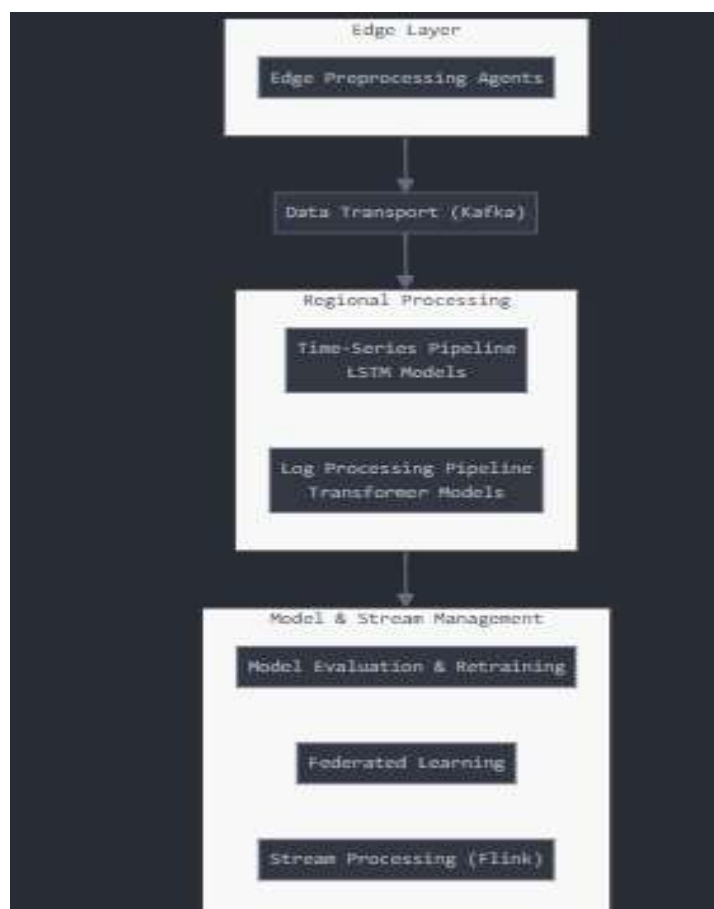 Edge Layer
Edge Preprocessing Agents
Data Transport (Kafka)
Regional Processing
Time-Series Pipeline
LSTM Models
Log Processing Pipeline
Transformer Models
Model & Stream Management
Model Evaluation & Retraining
Federated Learning
Stream Processing (Flink)